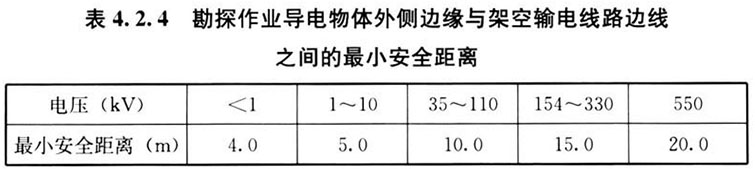 表 4.2.4 勘探作业导电物体外侧边缘与架空输电线路边线
之间的最小安全距离
电压（kV） <1 1～10 35～110 154～330 550
最小安全距离（m） 4.0 5.0 10.0 15.0 20.0